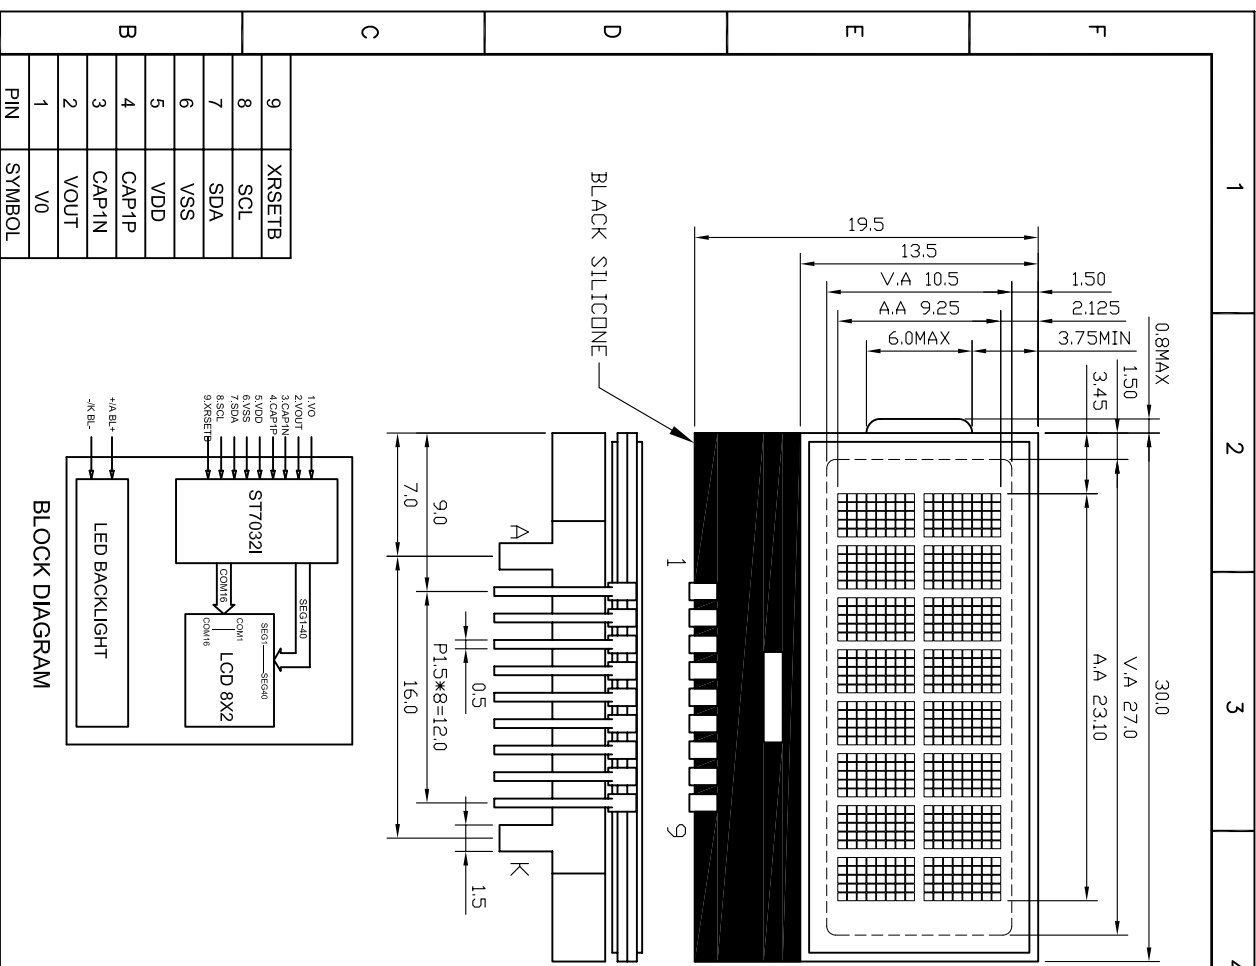 1
2
3
F
E
D
C
B
0.8MAX
1.50
3.45
30.0
V.A 27.0
A.A 23.10
1.50
2.125
3.75MIN
19.5
13.5
V.A 10.5
A.A 9.25
6.0MAX
BLACK SILICONE
1
9
A
K
9.0
7.0
0.5
P1.5*8=12.0
16.0
1.5
9 XRSETB
8 SCL
7 SDA
6 VSS
5 VDD
4 CAP1P
3 CAP1N
2 VOUT
1 V0
PIN SYMBOL
1.VO
2.VOUT
3.CAP1N
4.CAP1P
5.VDD
6.VSS
7.SDA
8.SCL
9.XRSETB
ST7032I
SEG1-40
COM16
SEG1 SEG40
COM1
COM16
LCD 8X2
+/A BL+
-/K BL-
LED BACKLIGHT
BLOCK DIAGRAM